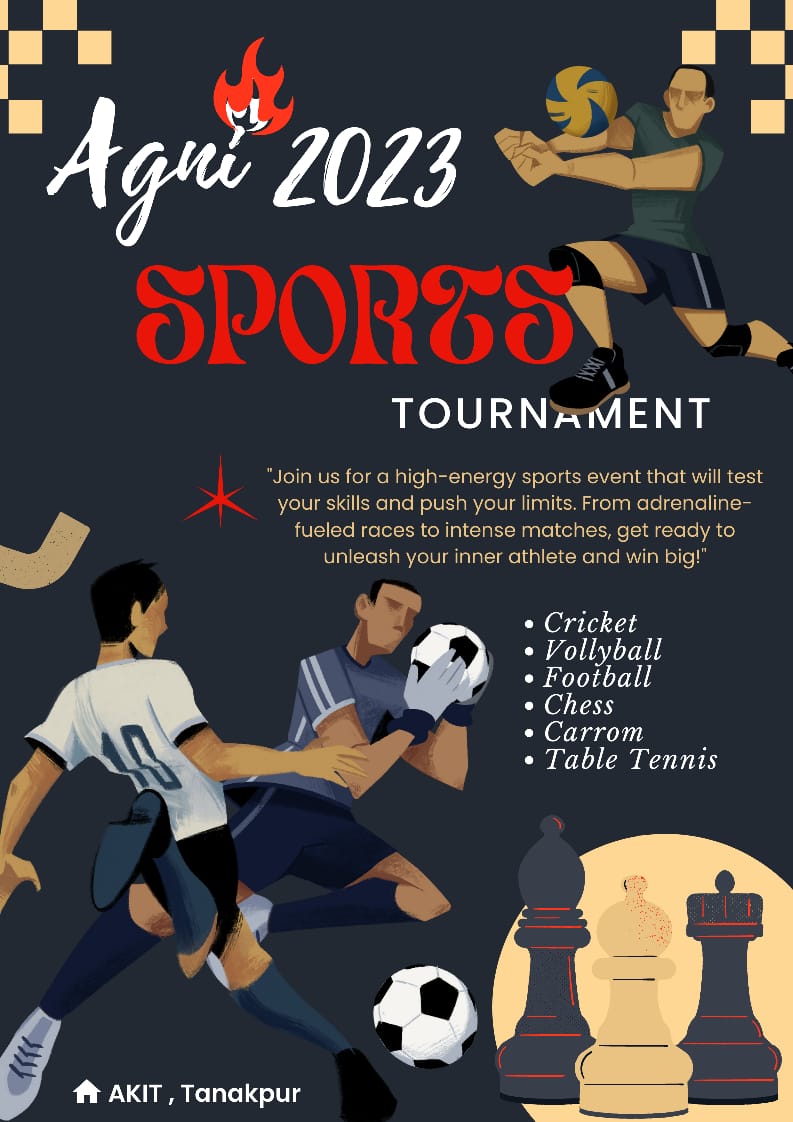 Agni 2023
SPORTS
TOURNAMENT
"Join us for a high-energy sports event that will test
your skills and push your limits. From adrenaline-
fueled races to intense matches, get ready to
unleash your inner athlete and win big!"
• Cricket
• Vollyball
• Football
• Chess
• Carrom
• Table Tennis
10
AKIT , Tanakpur